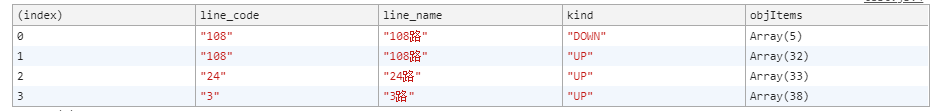 (index) line_code line_name kind objItems
0 "108" "108路" "DOWN" Array(5)
1 "108" "108路" "UP" Array(32)
2 "24" "24路" "UP" Array(33)
3 "3" "3路" "UP" Array(38)